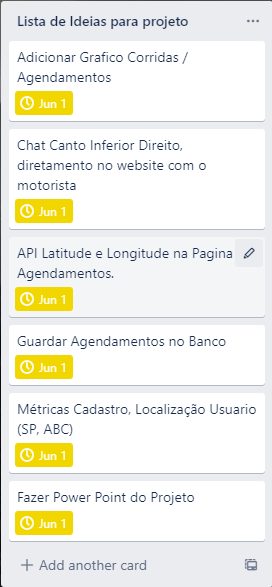 Lista de Ideias para projeto
Adicionar Grafico Corridas /
Agendamentos
Jun 1
Chat Canto Inferior Direito,
diretamento no website com o
motorista
Jun 1
API Latitude e Longitude na Pagina
Agendamentos.
Jun 1
Guardar Agendamentos no Banco
Jun 1
Métricas Cadastro, Localização Usuario
(SP, ABC)
Jun 1
Fazer Power Point do Projeto
Jun 1
Add another card